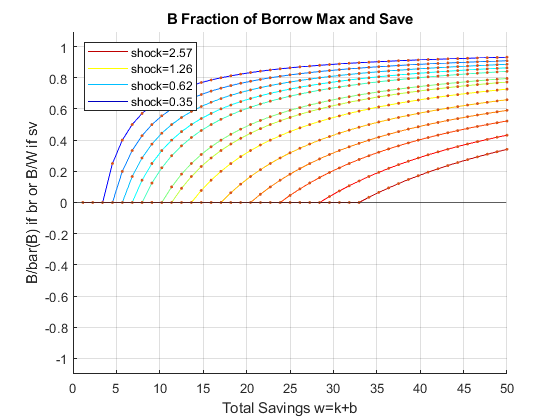 B Fraction of Borrow Max and Save
shock=2.57
shock=1.26
shock=0.62
shock=0.35
B/bar(B) if br or B/W if sv
1
0.8
0.6
0.4
0.2
0
-0.2
-0.4
-0.6
-0.8
-1
0 5 10 15 20 25 30 35 40 45 50
Total Savings w=k+b